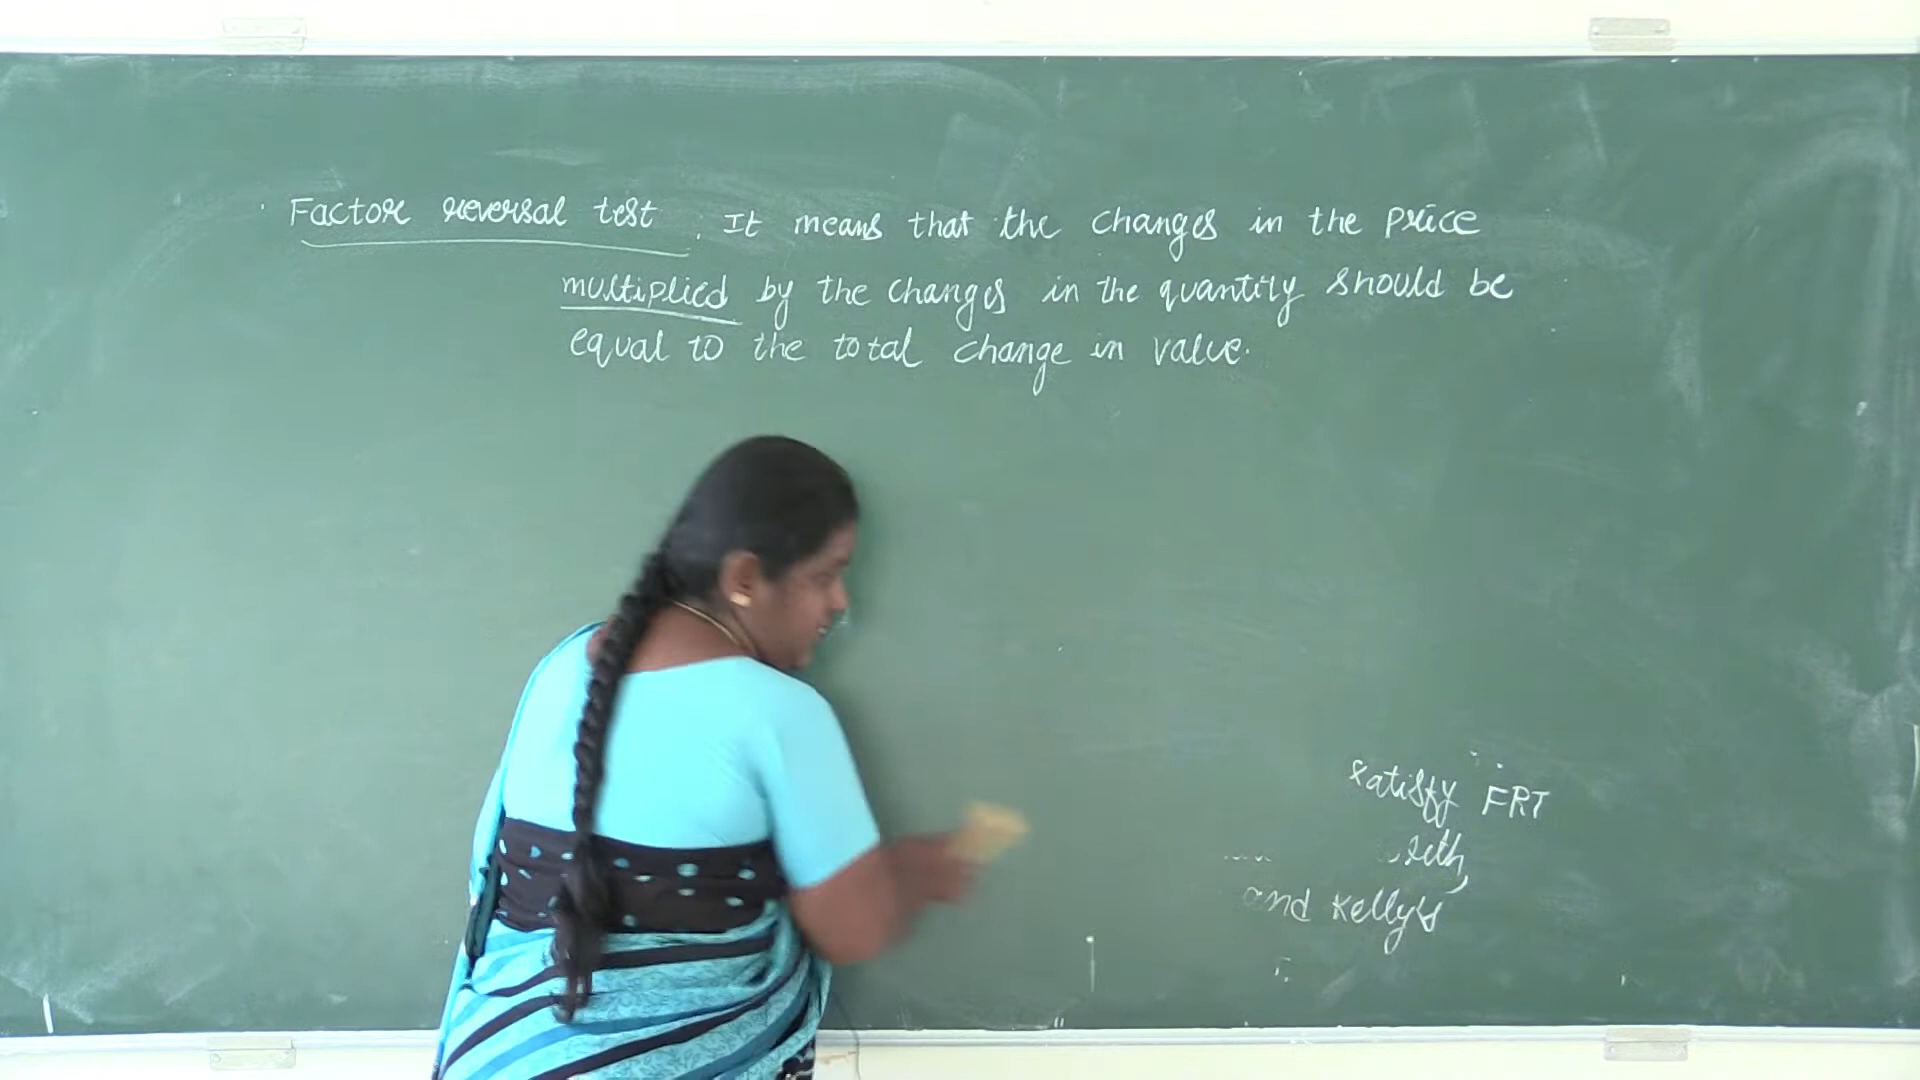 Factor reversal test. It means that the changes in the price
multiplied by the changes in the quantity should be
equal to the total change in value.
satisfy FRT
and Kelly's